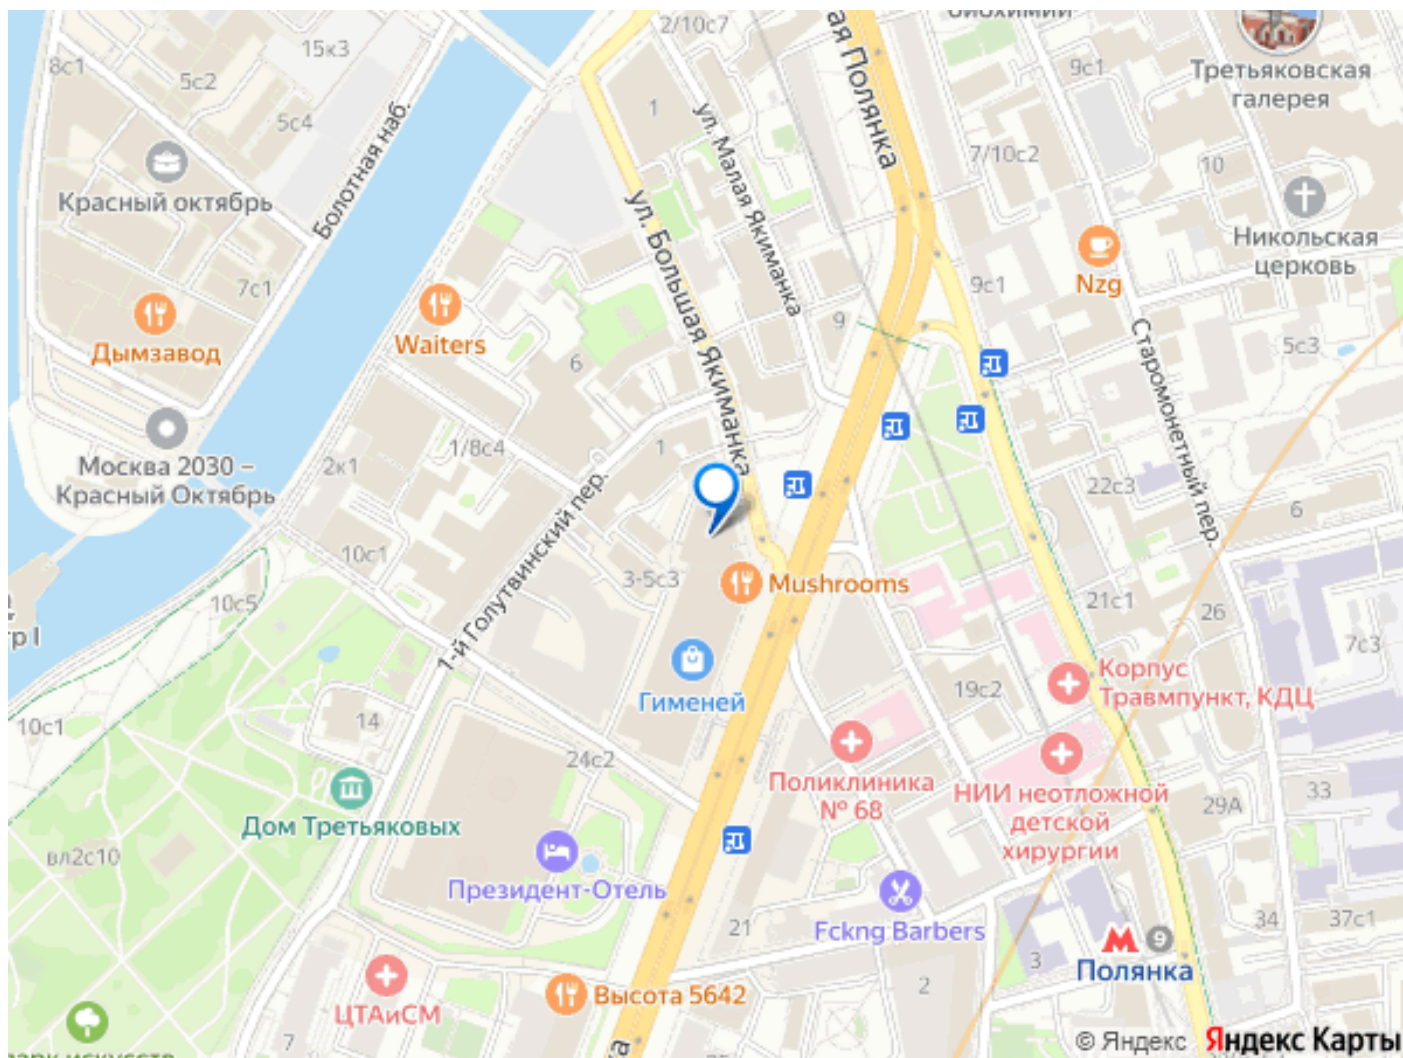 2/10с7
биохимии
15к3
8с1
5с2
5с4
1
9с1
Третьяковская
галерея
ая Полянка
ул. Малая Якиманка
Болотная наб.
7/10с2
10
Красный октябрь
ул. Большая Якиманка
Никольская
церковь
7с1
Nzg
9с1
Дымзавод
Waiters
6
9
Старомонетный пер.
5с3
Москва 2030 –
Красный Октябрь
2к1
1/8с4
1
22с3
6
1-й Голутвинский пер.
10с1
10с5
3-5с3
Mushrooms
21с1
26
7с3
Гименей
Корпус
Травмпункт, КДЦ
19с2
10с1
14
24с2
Поликлиника
№ 68
НИИ неотложной
детской
хирургии
29А
33
Дом Третьяковых
вл2с10
Президент-Отель
21
Fckng Barbers
34
37с1
3
9
Полянка
2
ЦТАиСМ
Высота 5642
7
© Яндекс
Яндекс Карты